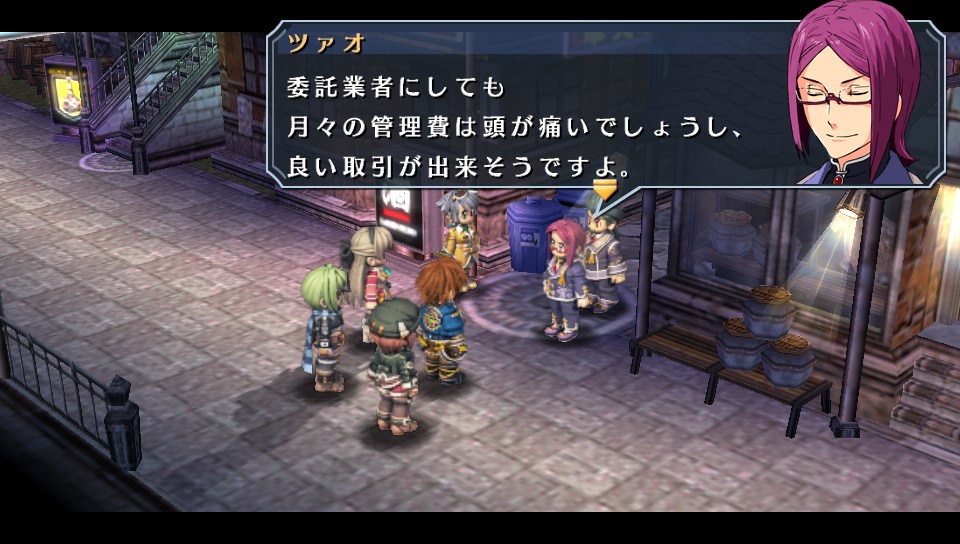 ツァオ
委託業者にしても
月々の管理費は頭が痛いでしょうし、
良い取引が出来そうですよ。